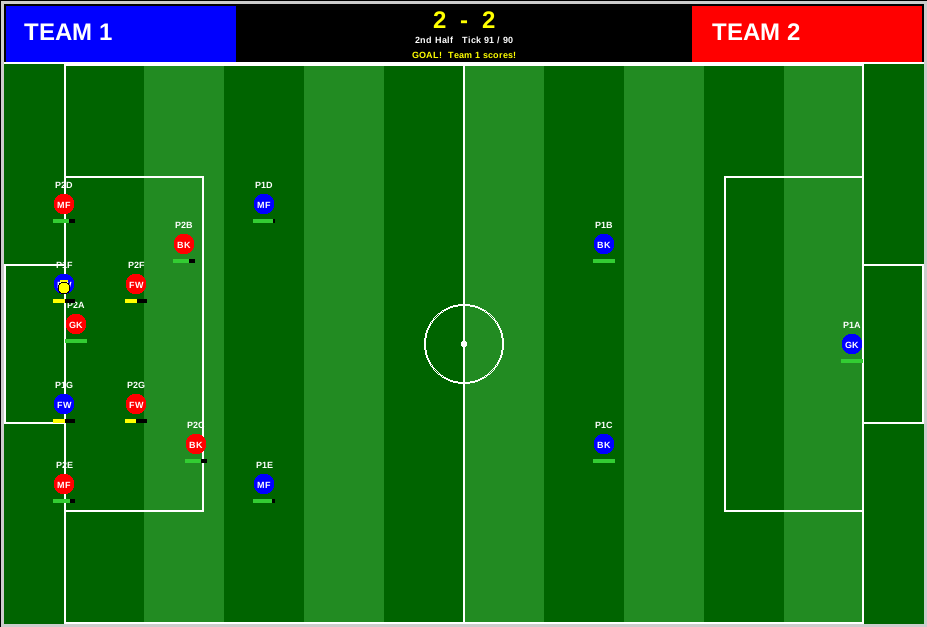 TEAM 1
2 - 2
TEAM 2
2nd Half Tick 91 / 90
GOAL! Team 1 scores!
P2D
MF
P1D
MF
P2B
BK
P1B
BK
P1F
P2F
FW
P2A
GK
P1A
GK
P1G
FW
P2G
FW
P2C
BK
P1C
BK
P2E
MF
P1E
MF